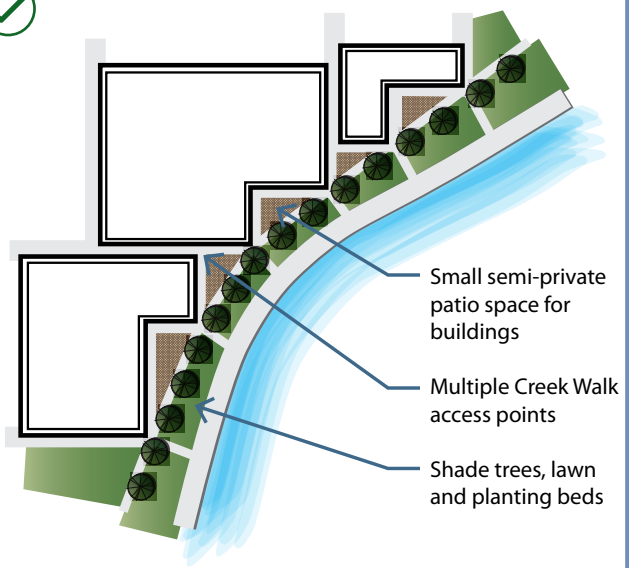 Small semi-private
patio space for
buildings
Multiple Creek Walk
access points
Shade trees, lawn
and planting beds